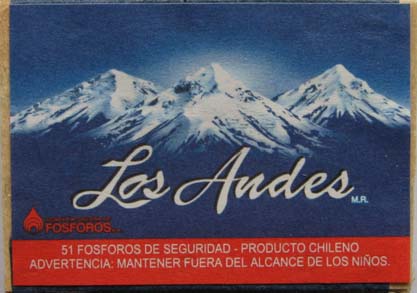 Los Andes
M.R.
FOSFOROS
51 FOSFOROS DE SEGURIDAD - PRODUCTO CHILENO
ADVERTENCIA: MANTENER FUERA DEL ALCANCE DE LOS NIÑOS.